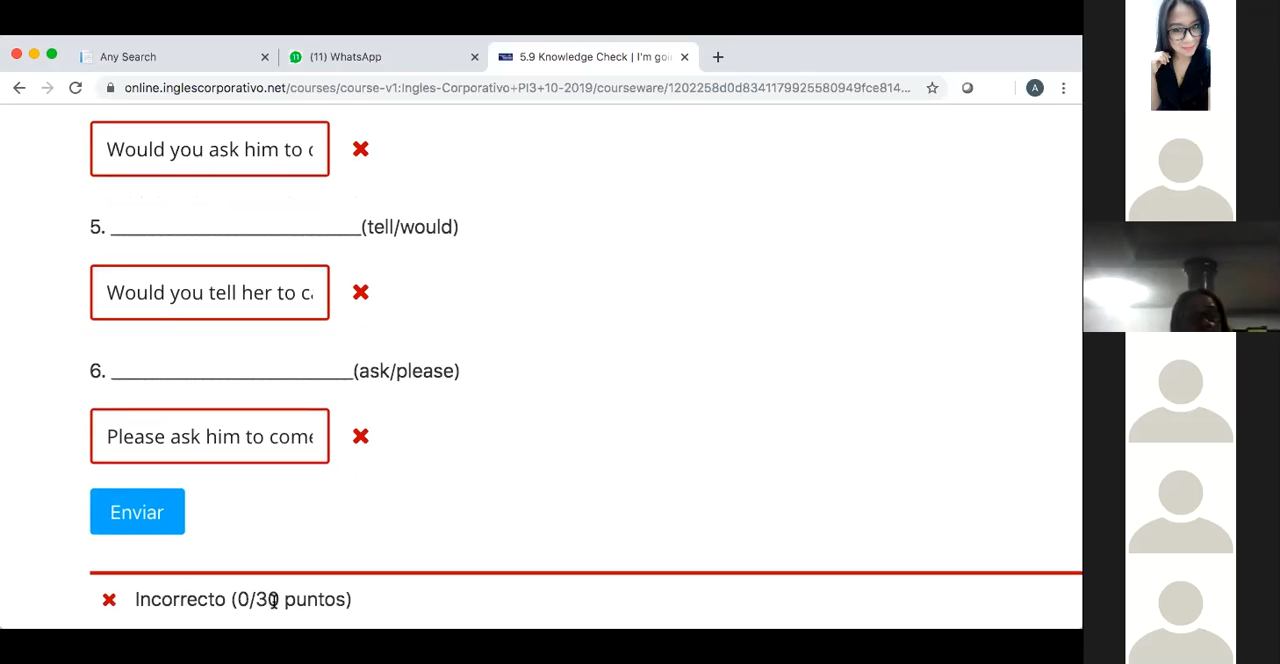 Any Search
(11) WhatsApp
5.9 Knowledge Check | I'm goi
online.inglescorporativo.net/courses/course-v1:Ingles-Corporativo+PI3+10-2019/courseware/1202258d0d8341179925580949fce814...
A
Would you ask him to
5. (tell/would)
Would you tell her to
6. (ask/please)
Please ask him to come
Enviar
Incorrecto (0/30 puntos)